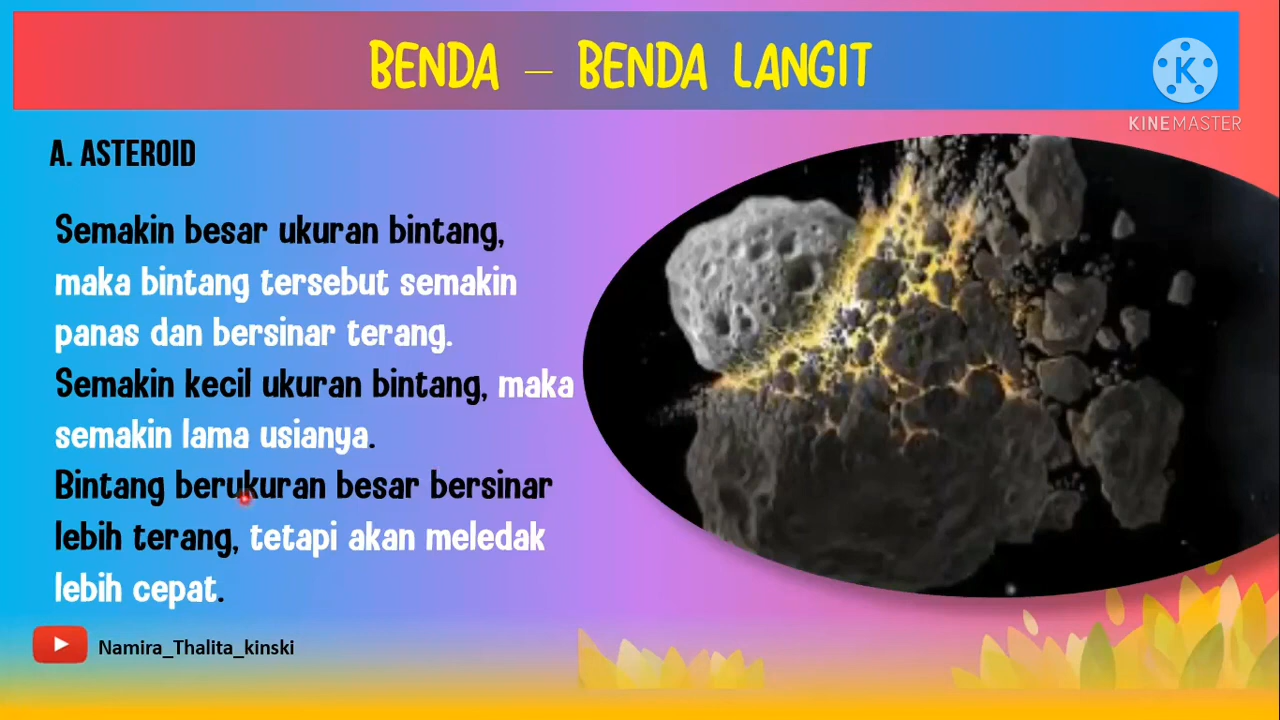 BENDA – BENDA LANGIT
K
KINEMASTER
A. ASTEROID
Semakin besar ukuran bintang,
maka bintang tersebut semakin
panas dan bersinar terang.
Semakin kecil ukuran bintang, maka
semakin lama usianya.
Bintang berukuran besar bersinar
lebih terang, tetapi akan meledak
lebih cepat.
Namira_Thalita_kinski